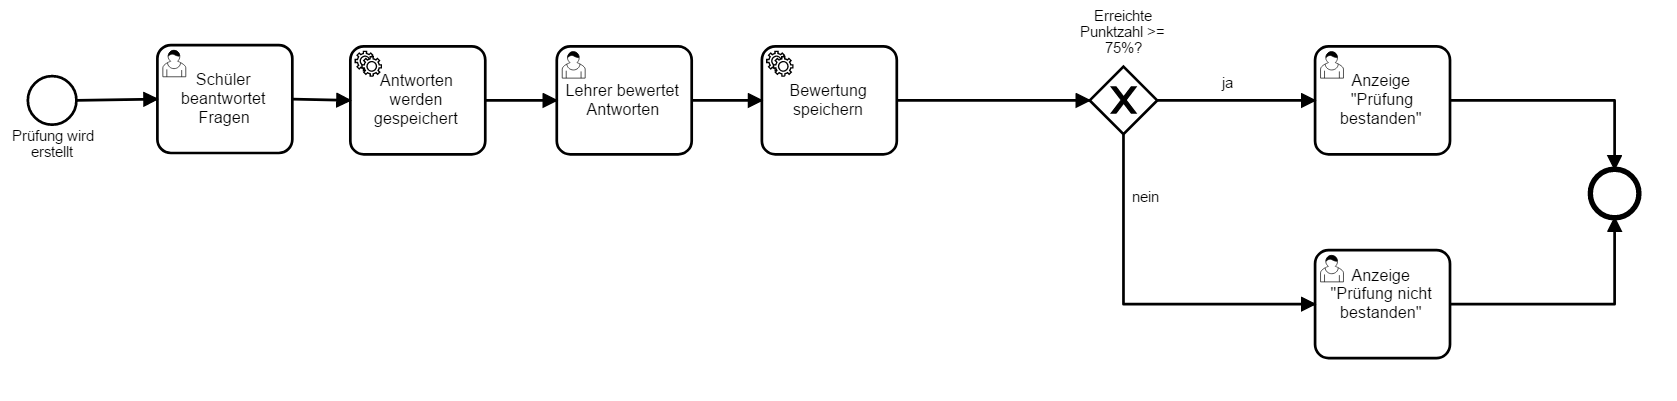 Prüfung wird
erstellt
Schüler
beantwortet
Fragen
Antworten
werden
gespeichert
Lehrer bewertet
Antworten
Bewertung
speichern
Erreichte
Punktzahl >=
75%?
ja
nein
Anzeige
"Prüfung
bestanden"
Anzeige
"Prüfung nicht
bestanden"